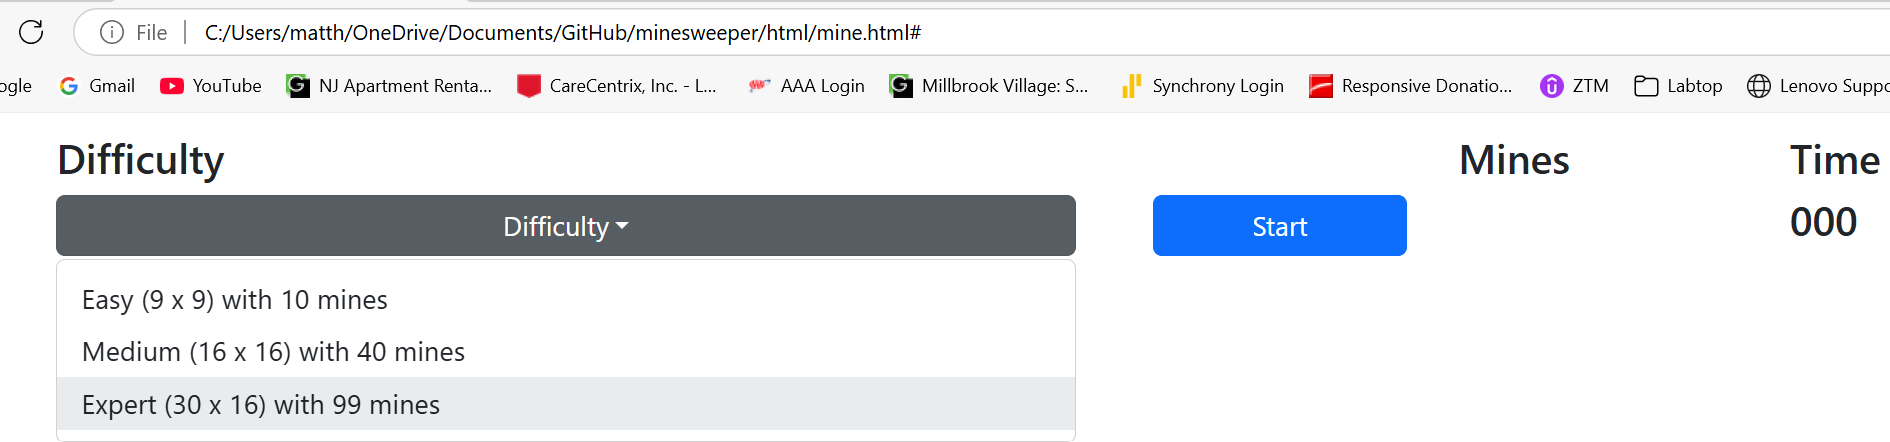 File C:/Users/matth/OneDrive/Documents/GitHub/minesweeper/html/mine.html#
ogle Gmail YouTube NJ Apartment Renta... CareCentrix, Inc. - L... AAA Login Millbrook Village: S... Synchrony Login Responsive Donatio... ZTM Labtop Lenovo Suppo
Difficulty Mines Time
Difficulty Start 000
Easy (9 x 9) with 10 mines
Medium (16 x 16) with 40 mines
Expert (30 x 16) with 99 mines